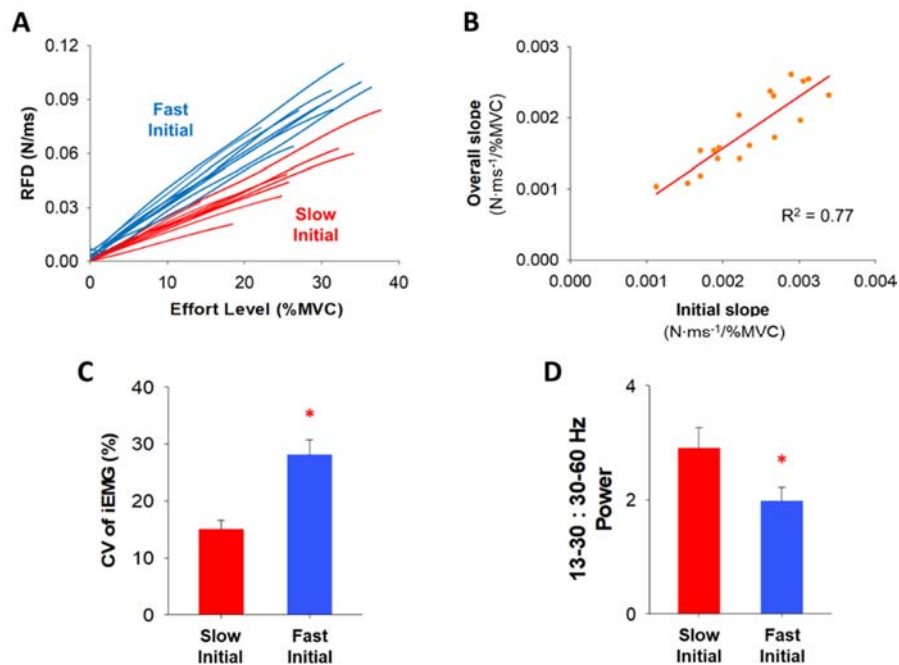 A
RFD (N/ms)
0.12
0.09
0.06
0.03
0.00
Fast
Initial
Slow
Initial
0 10 20 30 40
Effort Level (%MVC)
B
Overall slope
(N·ms⁻¹/%MVC)
0.003
0.002
0.001
0.000
R² = 0.77
0.000 0.001 0.002 0.003 0.004
Initial slope
(N·ms⁻¹/%MVC)
C
CV of iEMG (%)
40
30
20
10
0
*
Slow
Initial
Fast
Initial
D
13-30 : 30-60 Hz
Power
4
2
0
*
Slow
Initial
Fast
Initial